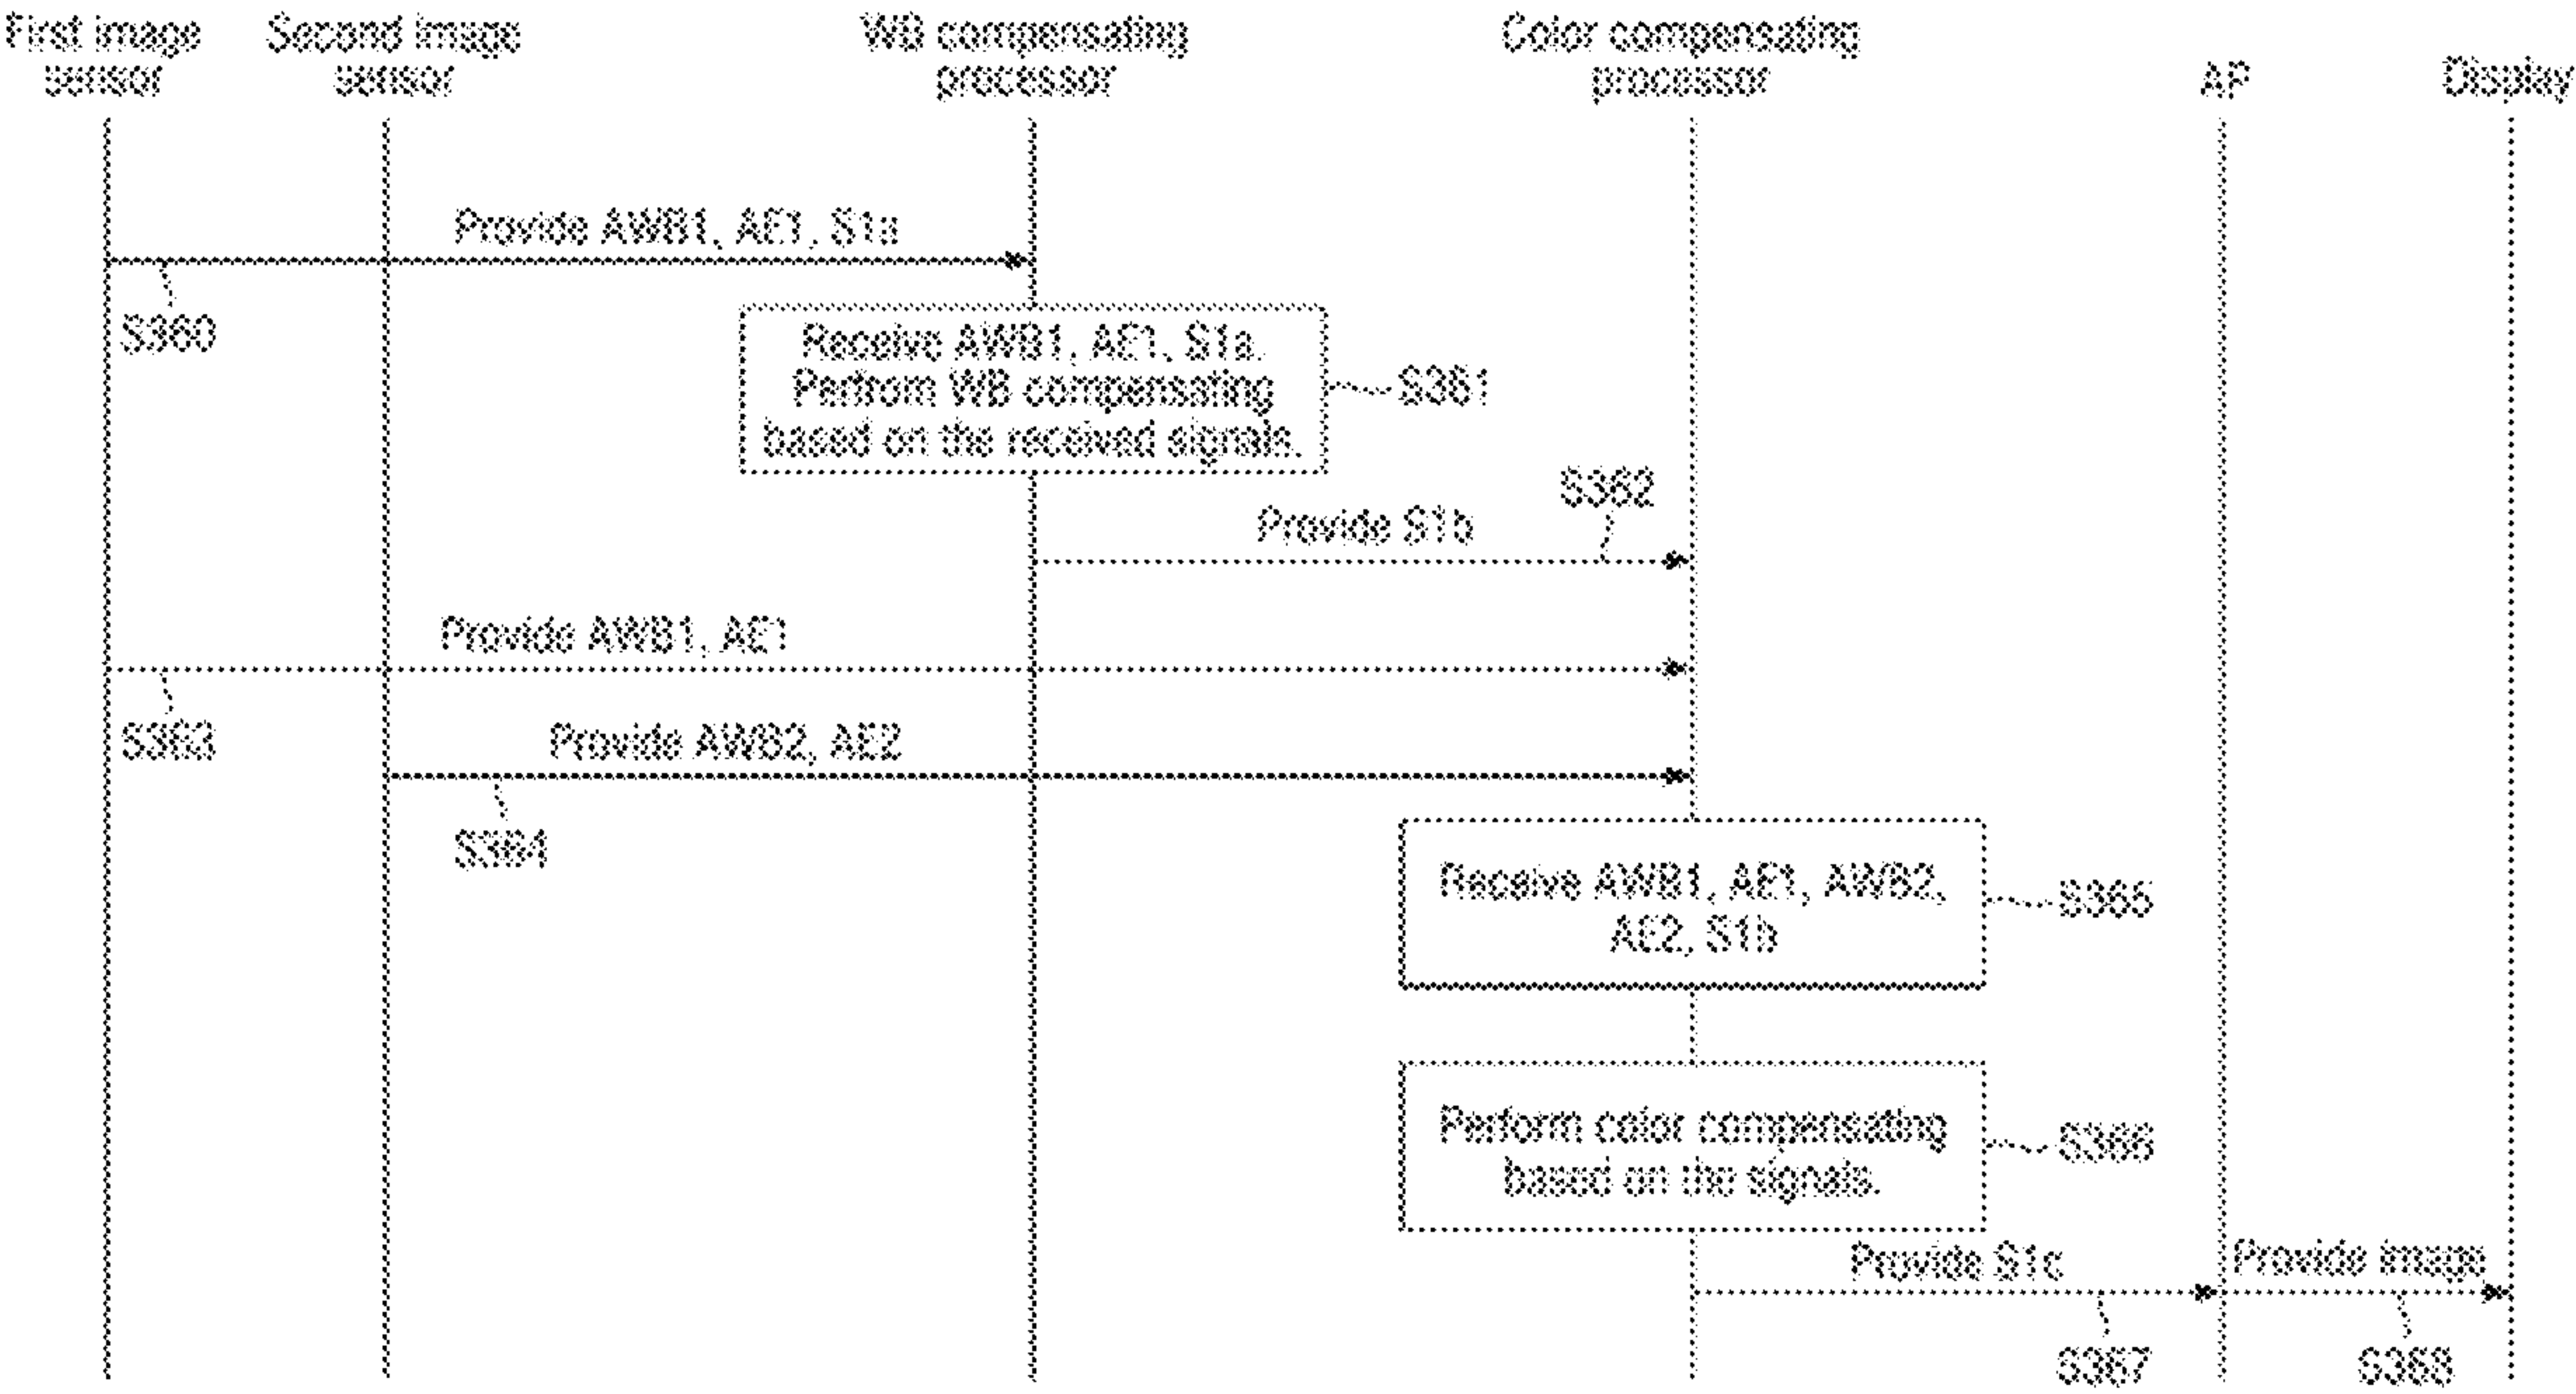 First image
sensor
Second image
sensor
WB compensating
processor
Color compensating
processor
AP
Display
Provide AWB1, AE1, S1a
S360
Receive AWB1, AE1, S1a.
Perfrom WB compensating
based on the received signals.
S361
S362
Provide S1b
Provide AWB1, AE1
S363
Provide AWB2, AE2
S364
Receive AWB1, AE1, AWB2,
AE2, S1b
S365
Perform color compensating
based on the signals.
S366
Provide S1c
Provide image
S367
S368